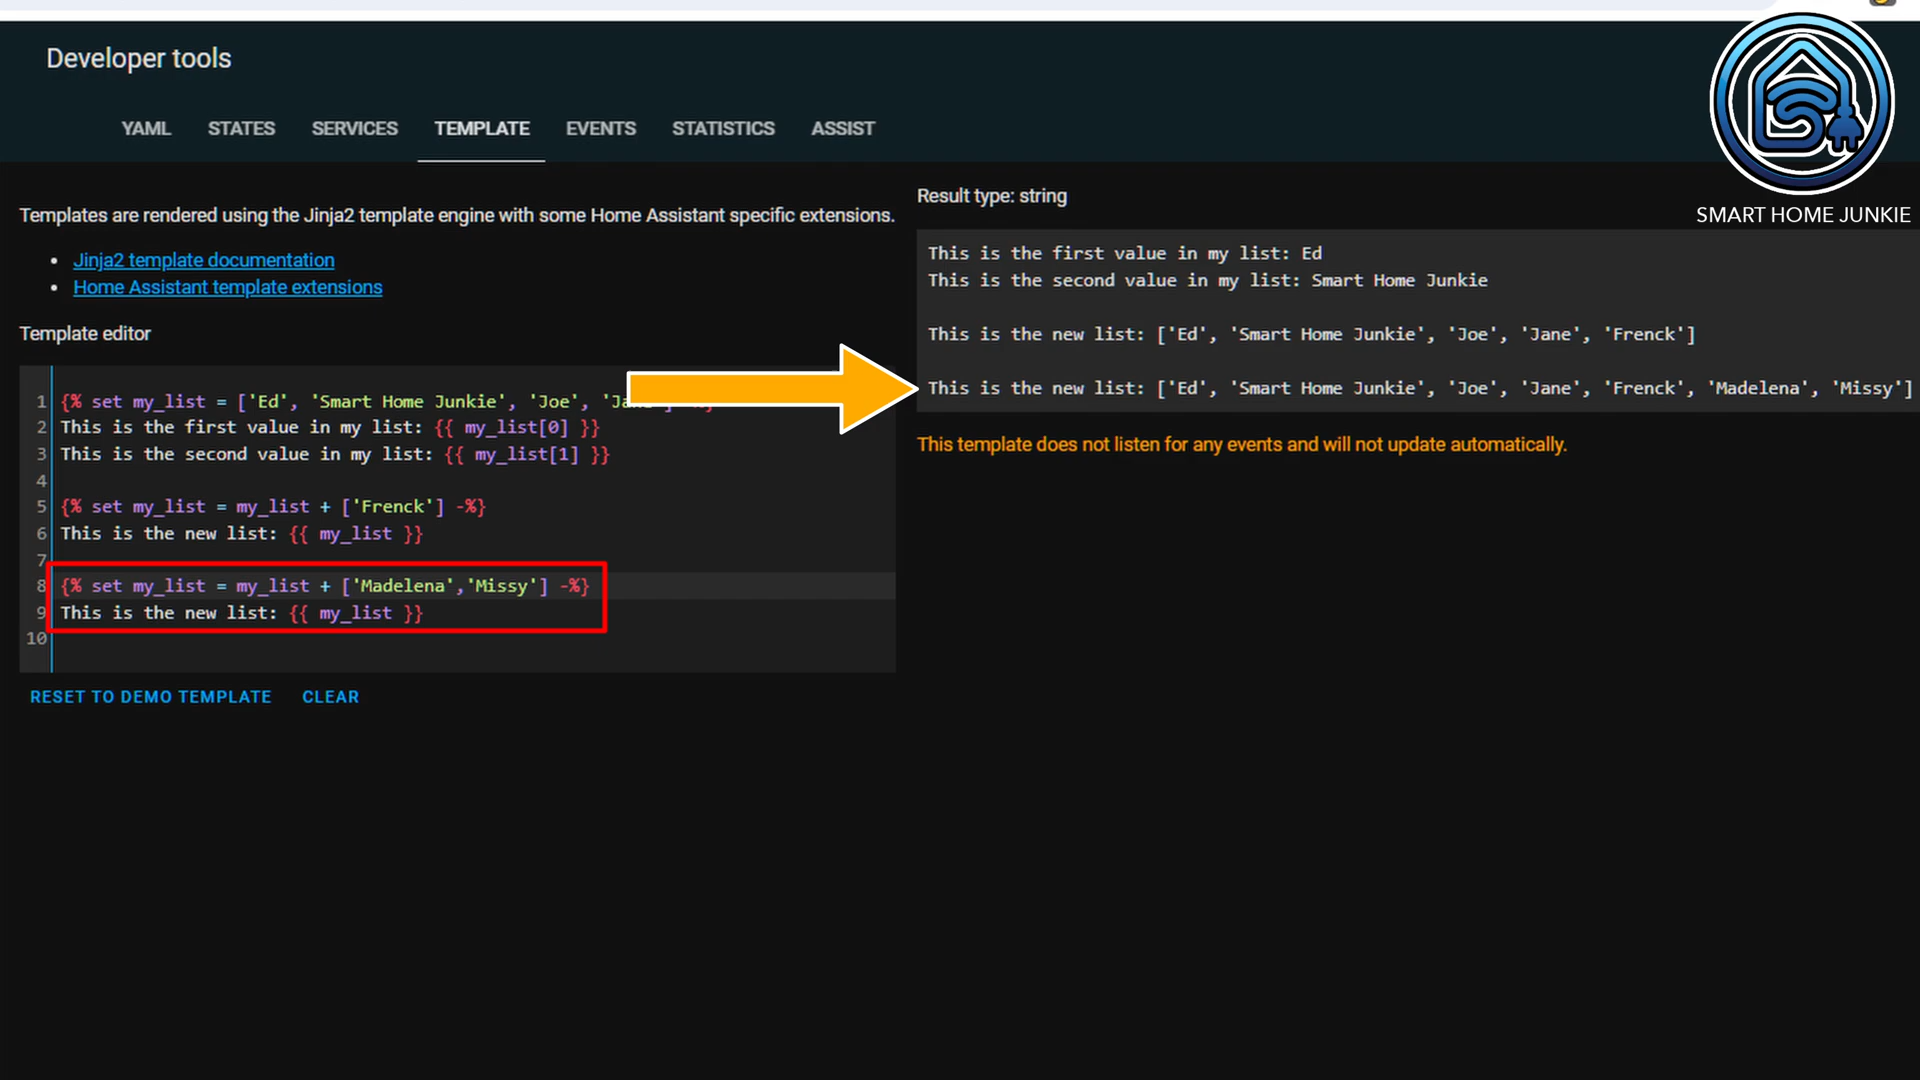 Developer tools
YAML STATES SERVICES TEMPLATE EVENTS STATISTICS ASSIST
SMART HOME JUNKIE
Templates are rendered using the Jinja2 template engine with some Home Assistant specific extensions.
Jinja2 template documentation
Home Assistant template extensions
Template editor
1 {% set my_list = ['Ed', 'Smart Home Junkie', 'Joe', 
2 This is the first value in my list: {{ my_list[0] }}
3 This is the second value in my list: {{ my_list[1] }}
4
5 {% set my_list = my_list + ['Frenck'] -%}
6 This is the new list: {{ my_list }}
7
8 {% set my_list = my_list + ['Madelena','Missy'] -%}
9 This is the new list: {{ my_list }}
10
RESET TO DEMO TEMPLATE CLEAR
Result type: string
This is the first value in my list: Ed
This is the second value in my list: Smart Home Junkie
This is the new list: ['Ed', 'Smart Home Junkie', 'Joe', 'Jane', 'Frenck']
This is the new list: ['Ed', 'Smart Home Junkie', 'Joe', 'Jane', 'Frenck', 'Madelena', 'Missy']
This template does not listen for any events and will not update automatically.